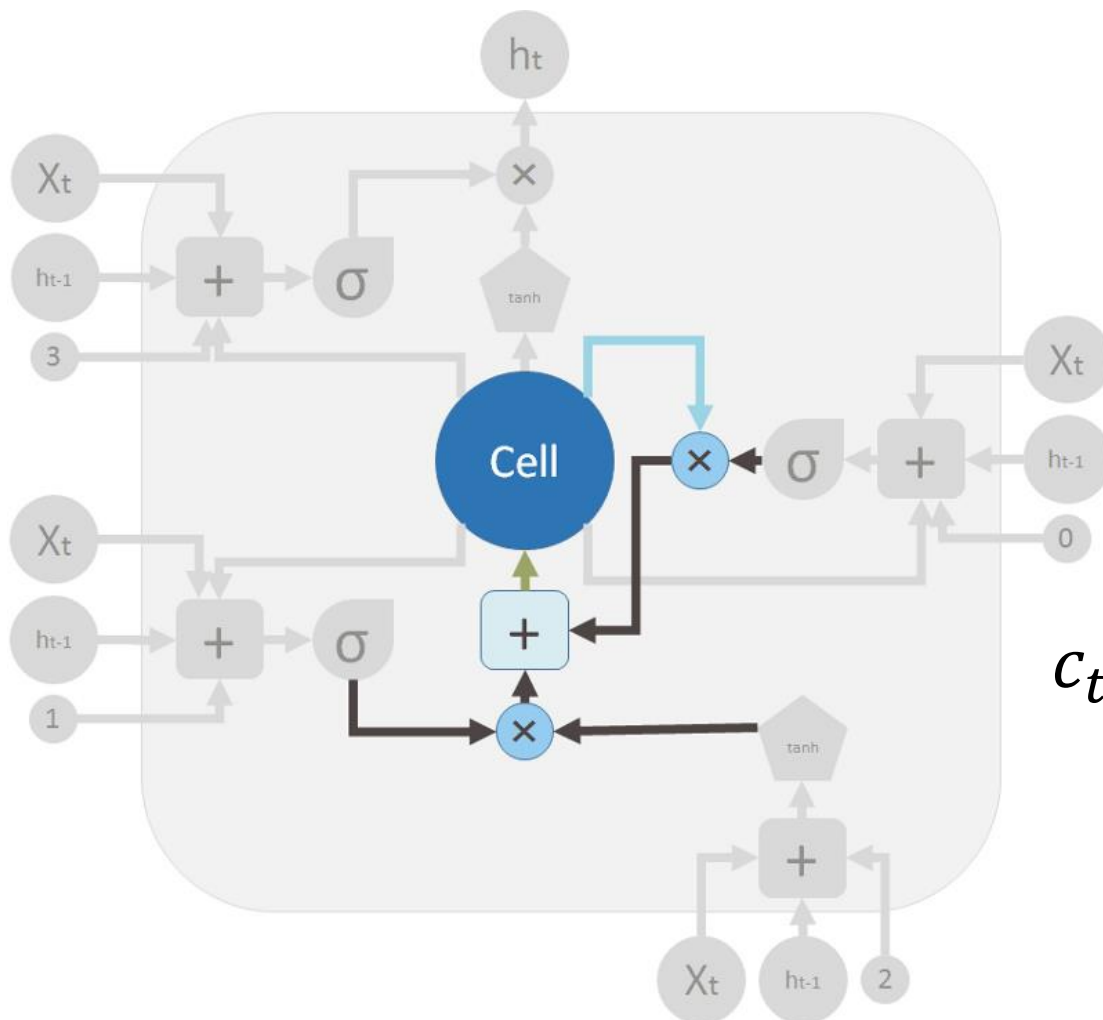 ht
×
Xt
ht-1
+
σ
3
tanh
Xt
Cell
×
σ
+
ht-1
0
Xt
ht-1
+
σ
1
+
×
cₜ
tanh
+
Xt
ht-1
2